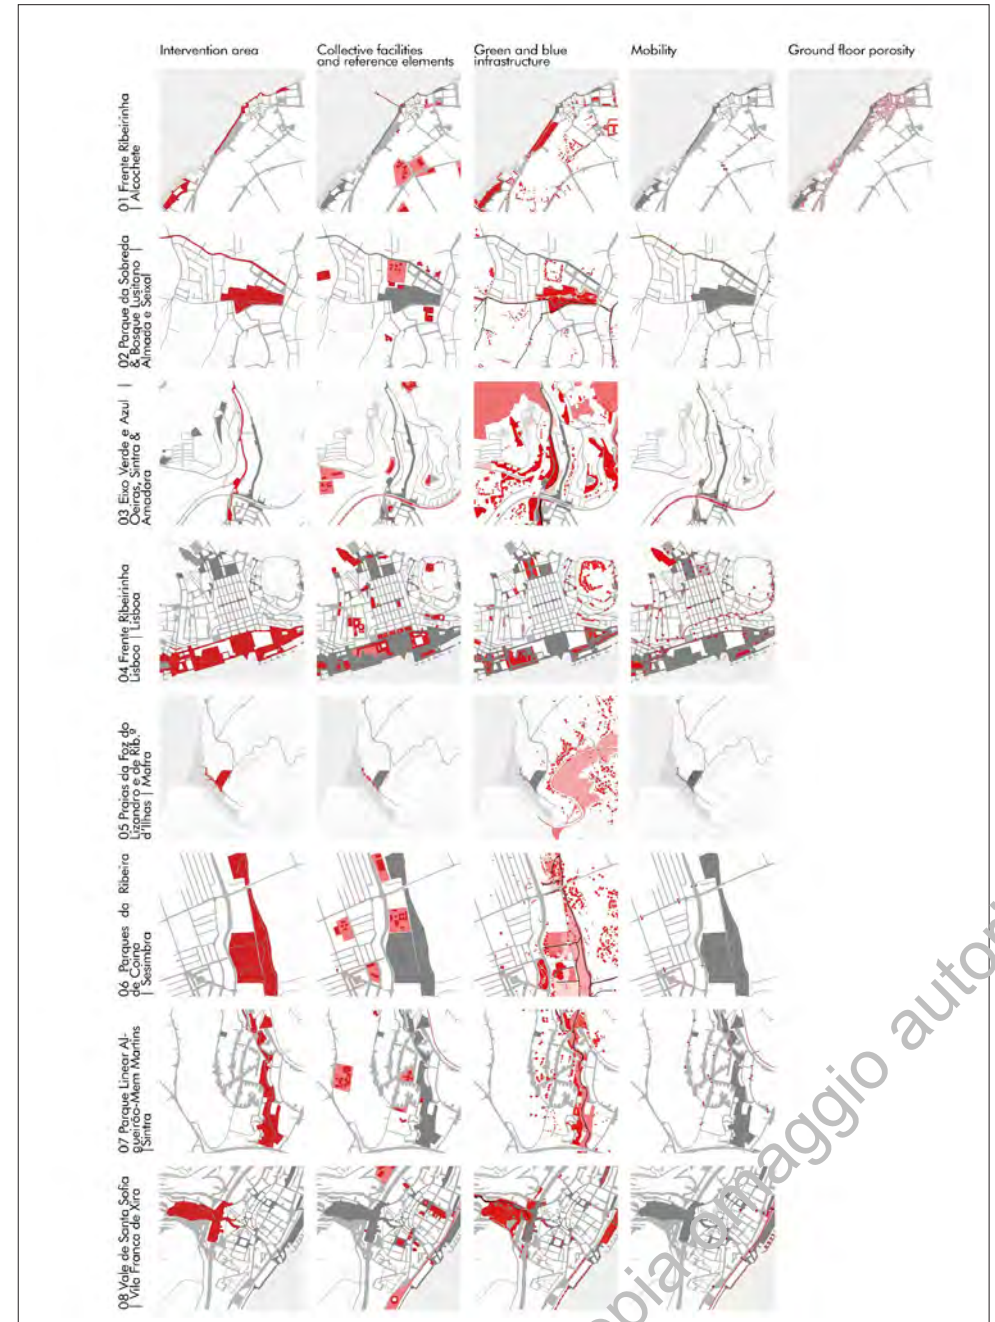 Intervention area
Collective facilities
and reference elements
Green and blue
infrastructure
Mobility
Ground floor porosity
01 Frente Ribeirinha
| Alcochete
02 Parque da Sobreda
& Bosque Lusitano |
Almada e Seixal
03 Eixo Verde e Azul |
Oeiras, Sintra &
Amadora
04 Frente Ribeirinha
Lisboa | Lisboa
05 Praias da Foz do
Lizandro e de Rib.ª
d'Ilhas | Mafra
06 Parques da Ribeira
de Coina
| Sesimbra
07 Parque Linear Al-
gueirão-Mem Martins
| Sintra
08 Vale de Santa Sofia
| Vila Franca de Xira
opia omaggio autor